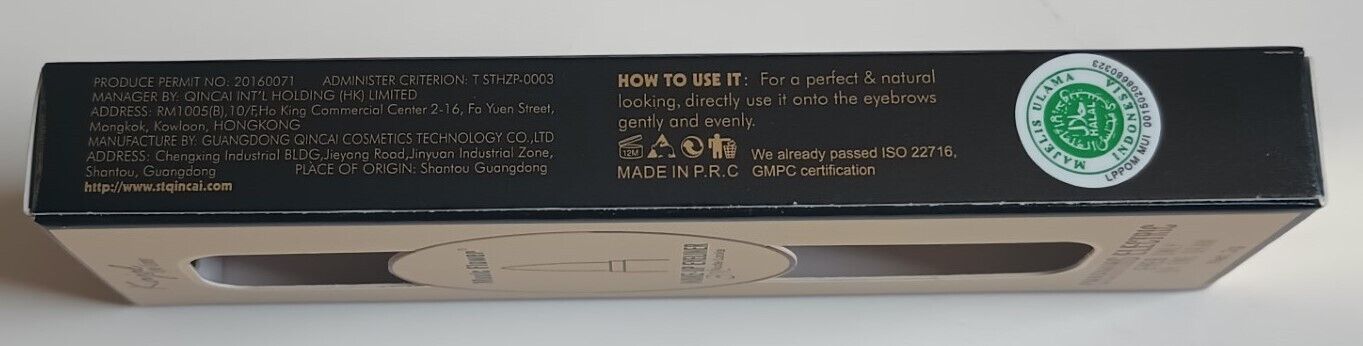 PRODUCE PERMIT NO: 20160071 ADMINISTER CRITERION: T STHZP-0003
MANAGER BY: QINCAI INT'L HOLDING (HK) LIMITED
ADDRESS: RM1005(B),10/F,Ho King Commercial Center 2-16, Fa Yuen Street,
Mongkok, Kowloon, HONGKONG
MANUFACTURE BY: GUANGDONG QINCAI COSMETICS TECHNOLOGY CO,.LTD
ADDRESS: Chengxing Industrial BLDG,Jieyang Road,Jinyuan Industrial Zone,
Shantou, Guangdong PLACE OF ORIGIN: Shantou Guangdong
http://www.stqincai.com
HOW TO USE IT: For a perfect & natural
looking, directly use it onto the eyebrows
gently and evenly.
12M
MADE IN P.R.C
We already passed ISO 22716,
GMPC certification
MAJELIS ULAMA INDONESIA
حلال
HALAL
LPPOM MUI 00150208680323